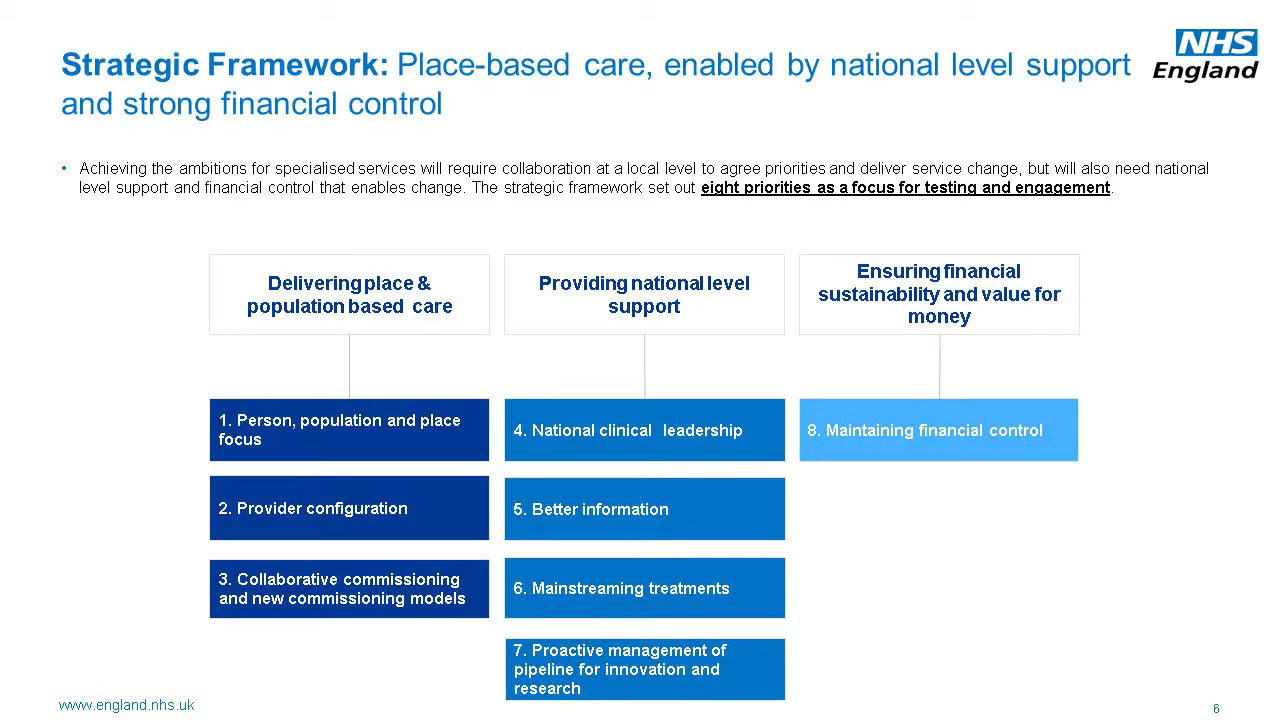 Strategic Framework: Place-based care, enabled by national level support
and strong financial control
NHS
England
• Achieving the ambitions for specialised services will require collaboration at a local level to agree priorities and deliver service change, but will also need national
level support and financial control that enables change. The strategic framework set out eight priorities as a focus for testing and engagement.
Delivering place &
population based care
1. Person, population and place
focus
2. Provider configuration
3. Collaborative commissioning
and new commissioning models
Providing national level
support
4. National clinical leadership
5. Better information
6. Mainstreaming treatments
7. Proactive management of
pipeline for innovation and
research
Ensuring financial
sustainability and value for
money
8. Maintaining financial control
www.england.nhs.uk
6